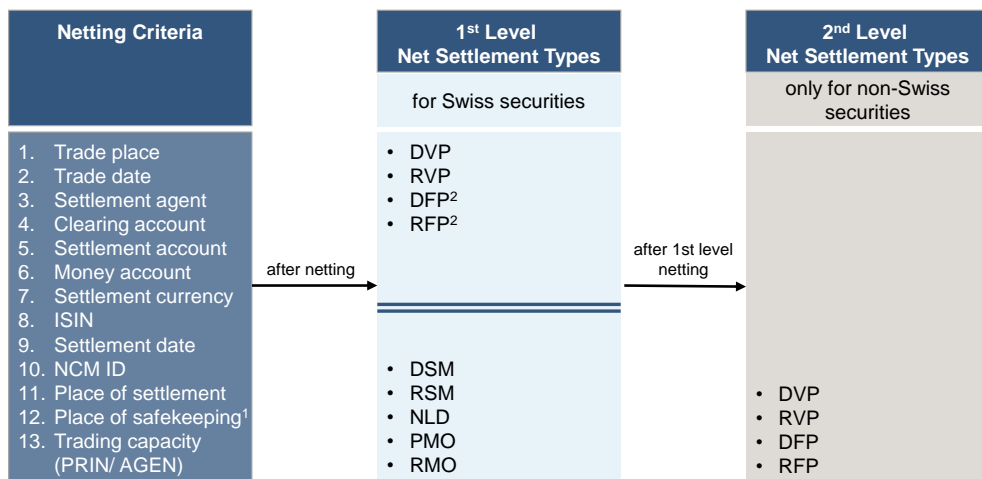 Netting Criteria
1. Trade place
2. Trade date
3. Settlement agent
4. Clearing account
5. Settlement account
6. Money account
7. Settlement currency
8. ISIN
9. Settlement date
10. NCM ID
11. Place of settlement
12. Place of safekeeping¹
13. Trading capacity
(PRIN/ AGEN)
after netting
1st Level
Net Settlement Types
for Swiss securities
• DVP
• RVP
• DFP²
• RFP²
• DSM
• RSM
• NLD
• PMO
• RMO
after 1st level
netting
2nd Level
Net Settlement Types
only for non-Swiss
securities
• DVP
• RVP
• DFP
• RFP